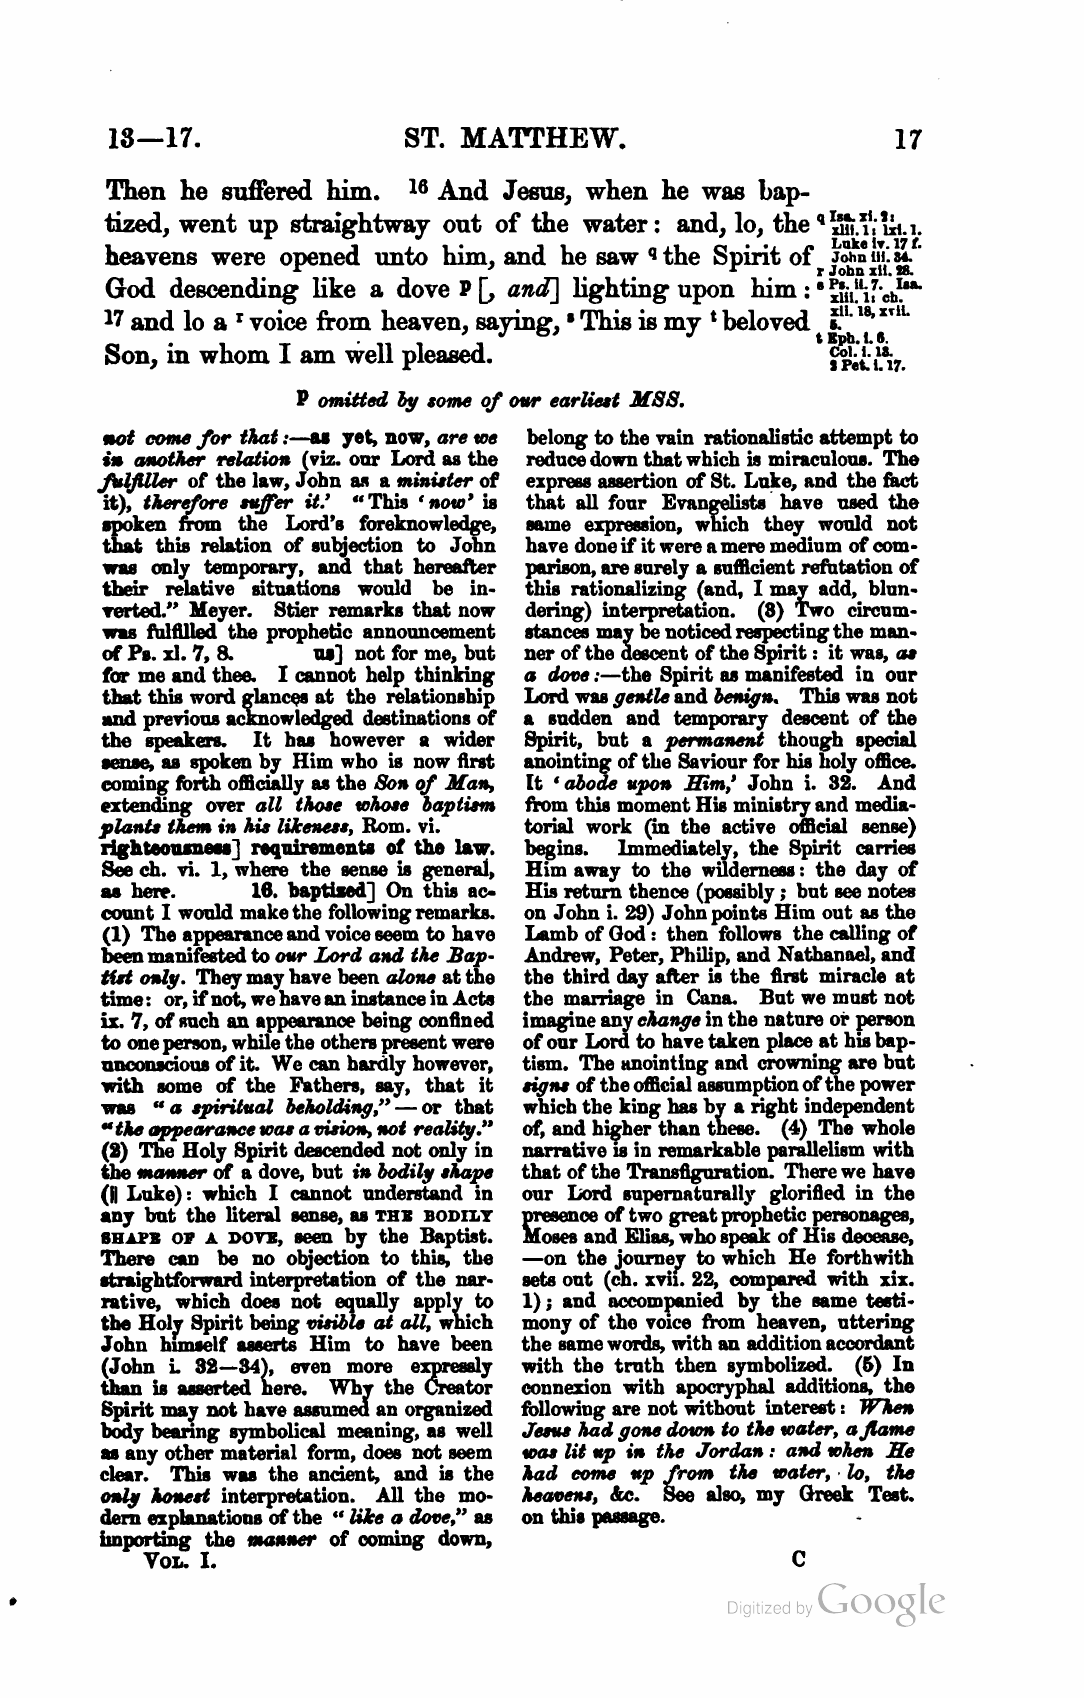 13—17.
ST. MATTHEW.
17
Then he suffered him. 16 And Jesus, when he was bap-
tized, went up straightway out of the water: and, lo, the
heavens were opened unto him, and he saw q the Spirit of
God descending like a dove P [, and] lighting upon him:
17 and lo a r voice from heaven, saying, s This is my t beloved
Son, in whom I am well pleased.
q Isa. xi. 2:
xlii. 1: lxi. 1.
Luke iv. 17 f.
John iii. 34.
r John xii. 28.
s Ps. ii. 7. Isa.
xlii. 1: ch.
xii. 18, xvii.
5.
t Eph. i. 6.
Col. i. 13.
2 Pet. i. 17.
P omitted by some of our earliest MSS.
not come for that:—as yet, now, are we
in another relation (viz. our Lord as the
fulfiller of the law, John as a minister of
it), therefore suffer it.' "This 'now' is
spoken from the Lord's foreknowledge,
that this relation of subjection to John
was only temporary, and that hereafter
their relative situations would be in-
verted." Meyer. Stier remarks that now
was fulfilled the prophetic announcement
of Ps. xl. 7, 8. us] not for me, but
for me and thee. I cannot help thinking
that this word glances at the relationship
and previous acknowledged destinations of
the speakers. It has however a wider
sense, as spoken by Him who is now first
coming forth officially as the Son of Man,
extending over all those whose baptism
plants them in his likeness, Rom. vi.
righteousness] requirements of the law.
See ch. vi. 1, where the sense is general,
as here. 16. baptized] On this ac-
count I would make the following remarks.
(1) The appearance and voice seem to have
been manifested to our Lord and the Bap-
tist only. They may have been alone at the
time: or, if not, we have an instance in Acts
ix. 7, of such an appearance being confined
to one person, while the others present were
unconscious of it. We can hardly however,
with some of the Fathers, say, that it
was "a spiritual beholding,"—or that
"the appearance was a vision, not reality."
(2) The Holy Spirit descended not only in
the manner of a dove, but in bodily shape
(|| Luke): which I cannot understand in
any but the literal sense, as THE BODILY
SHAPE OF A DOVE, seen by the Baptist.
There can be no objection to this, the
straightforward interpretation of the nar-
rative, which does not equally apply to
the Holy Spirit being visible at all, which
John himself asserts Him to have been
(John i. 32—34), even more expressly
than is asserted here. Why the Creator
Spirit may not have assumed an organized
body bearing symbolical meaning, as well
as any other material form, does not seem
clear. This was the ancient, and is the
only honest interpretation. All the mo-
dern explanations of the "like a dove," as
importing the manner of coming down,
belong to the vain rationalistic attempt to
reduce down that which is miraculous. The
express assertion of St. Luke, and the fact
that all four Evangelists have used the
same expression, which they would not
have done if it were a mere medium of com-
parison, are surely a sufficient refutation of
this rationalizing (and, I may add, blun-
dering) interpretation. (3) Two circum-
stances may be noticed respecting the man-
ner of the descent of the Spirit: it was, as
a dove:—the Spirit as manifested in our
Lord was gentle and benign. This was not
a sudden and temporary descent of the
Spirit, but a permanent though special
anointing of the Saviour for his holy office.
It 'abode upon Him,' John i. 32. And
from this moment His ministry and media-
torial work (in the active official sense)
begins. Immediately, the Spirit carries
Him away to the wilderness: the day of
His return thence (possibly; but see notes
on John i. 29) John points Him out as the
Lamb of God: then follows the calling of
Andrew, Peter, Philip, and Nathanael, and
the third day after is the first miracle at
the marriage in Cana. But we must not
imagine any change in the nature or person
of our Lord to have taken place at his bap-
tism. The anointing and crowning are but
signs of the official assumption of the power
which the king has by a right independent
of, and higher than these. (4) The whole
narrative is in remarkable parallelism with
that of the Transfiguration. There we have
our Lord supernaturally glorified in the
presence of two great prophetic personages,
Moses and Elias, who speak of His decease,
—on the journey to which He forthwith
sets out (ch. xvii. 22, compared with xix.
1); and accompanied by the same testi-
mony of the voice from heaven, uttering
the same words, with an addition accordant
with the truth then symbolized. (5) In
connexion with apocryphal additions, the
following are not without interest: When
Jesus had gone down to the water, a flame
was lit up in the Jordan: and when He
had come up from the water, lo, the
heavens, &c. See also, my Greek Test.
on this passage.
VOL. I.
C
Digitized by Google